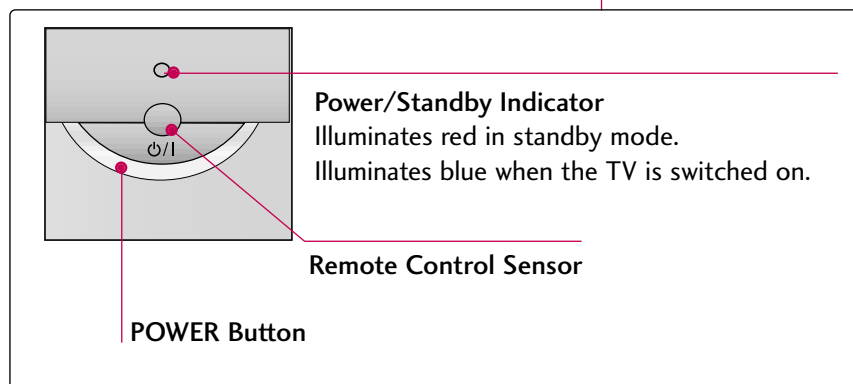 Power/Standby Indicator
Illuminates red in standby mode.
Illuminates blue when the TV is switched on.
⏻/I
Remote Control Sensor
POWER Button